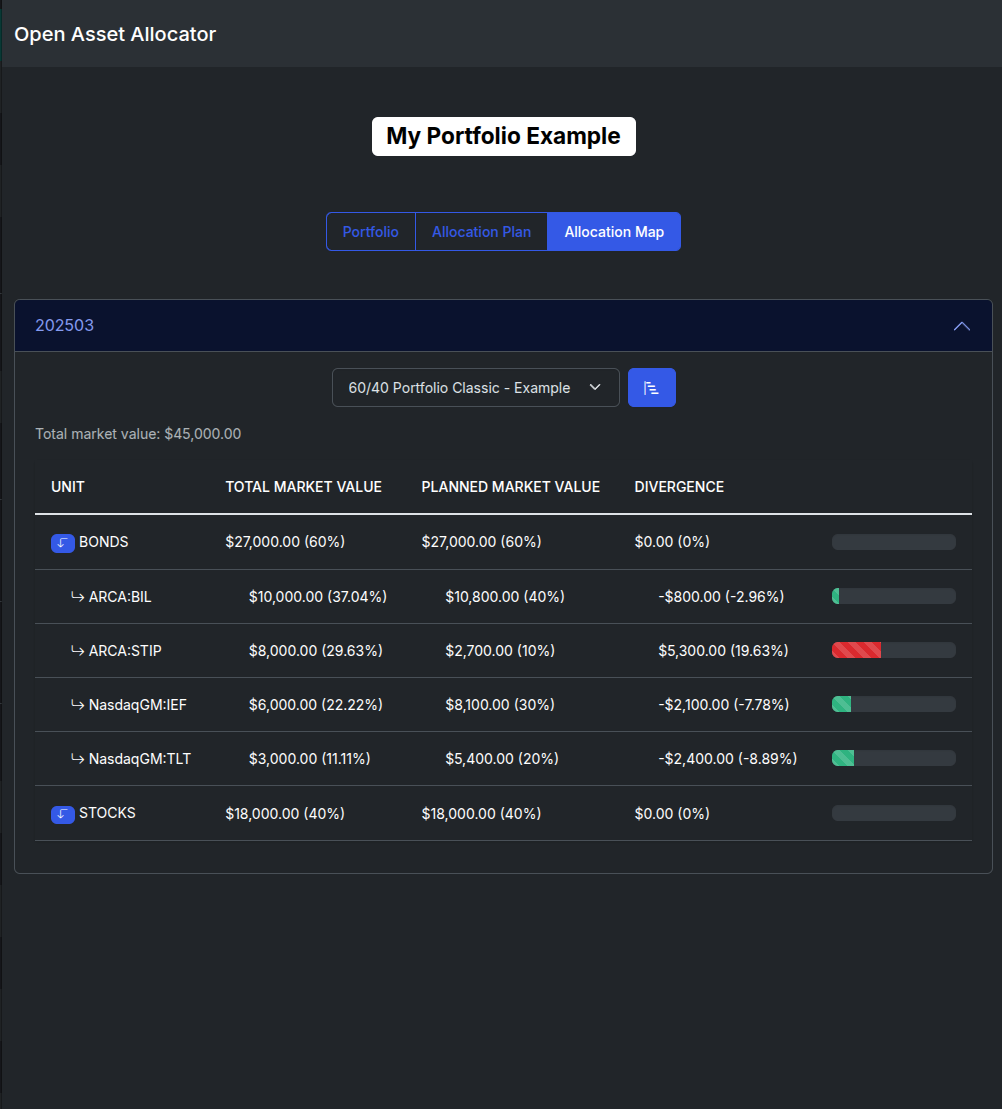 Open Asset Allocator
My Portfolio Example
Portfolio Allocation Plan Allocation Map
202503
60/40 Portfolio Classic - Example
Total market value: $45,000.00
UNIT TOTAL MARKET VALUE PLANNED MARKET VALUE DIVERGENCE
BONDS $27,000.00 (60%) $27,000.00 (60%) $0.00 (0%)
ARCA:BIL $10,000.00 (37.04%) $10,800.00 (40%) -$800.00 (-2.96%)
ARCA:STIP $8,000.00 (29.63%) $2,700.00 (10%) $5,300.00 (19.63%)
NasdaqGM:IEF $6,000.00 (22.22%) $8,100.00 (30%) -$2,100.00 (-7.78%)
NasdaqGM:TLT $3,000.00 (11.11%) $5,400.00 (20%) -$2,400.00 (-8.89%)
STOCKS $18,000.00 (40%) $18,000.00 (40%) $0.00 (0%)